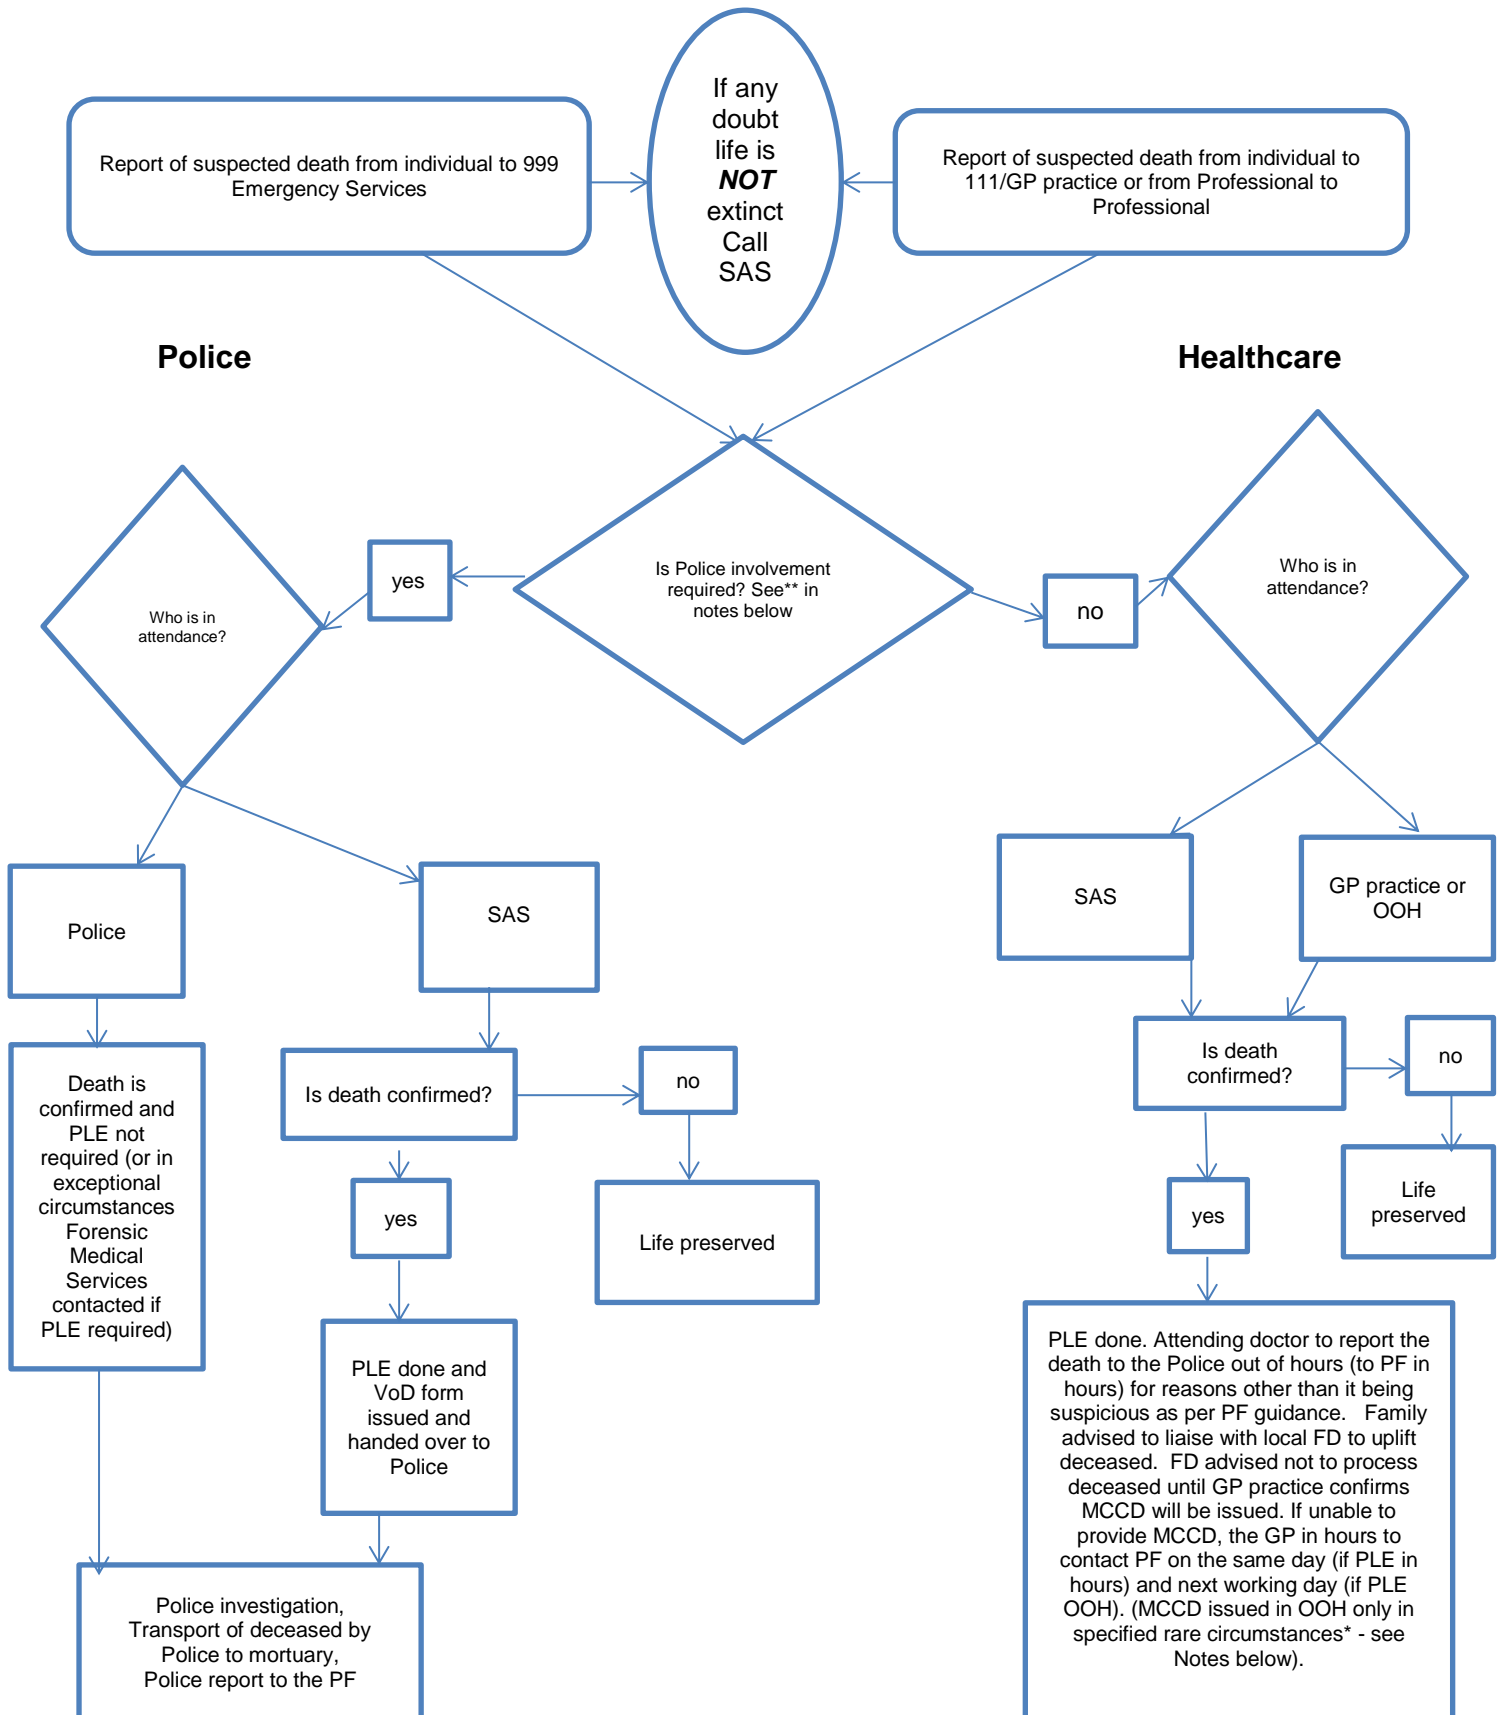 If any
doubt
life is
NOT
extinct
Call
SAS
Report of suspected death from individual to 999
Emergency Services
Report of suspected death from individual to
111/GP practice or from Professional to
Professional
Police
Healthcare
Is Police involvement
required? See** in
notes below
yes
no
Who is in
attendance?
Who is in
attendance?
Police
SAS
SAS
GP practice or
OOH
Death is
confirmed and
PLE not
required (or in
exceptional
circumstances
Forensic
Medical
Services
contacted if
PLE required)
Is death confirmed?
no
yes
Life preserved
PLE done and
VoD form
issued and
handed over to
Police
Police investigation,
Transport of deceased by
Police to mortuary,
Police report to the PF
Is death
confirmed?
no
yes
Life
preserved
PLE done. Attending doctor to report the
death to the Police out of hours (to PF in
hours) for reasons other than it being
suspicious as per PF guidance.   Family
advised to liaise with local FD to uplift
deceased.  FD advised not to process
deceased until GP practice confirms
MCCD will be issued. If unable to
provide MCCD, the GP in hours to
contact PF on the same day (if PLE in
hours) and next working day (if PLE
OOH). (MCCD issued in OOH only in
specified rare circumstances* - see
Notes below).